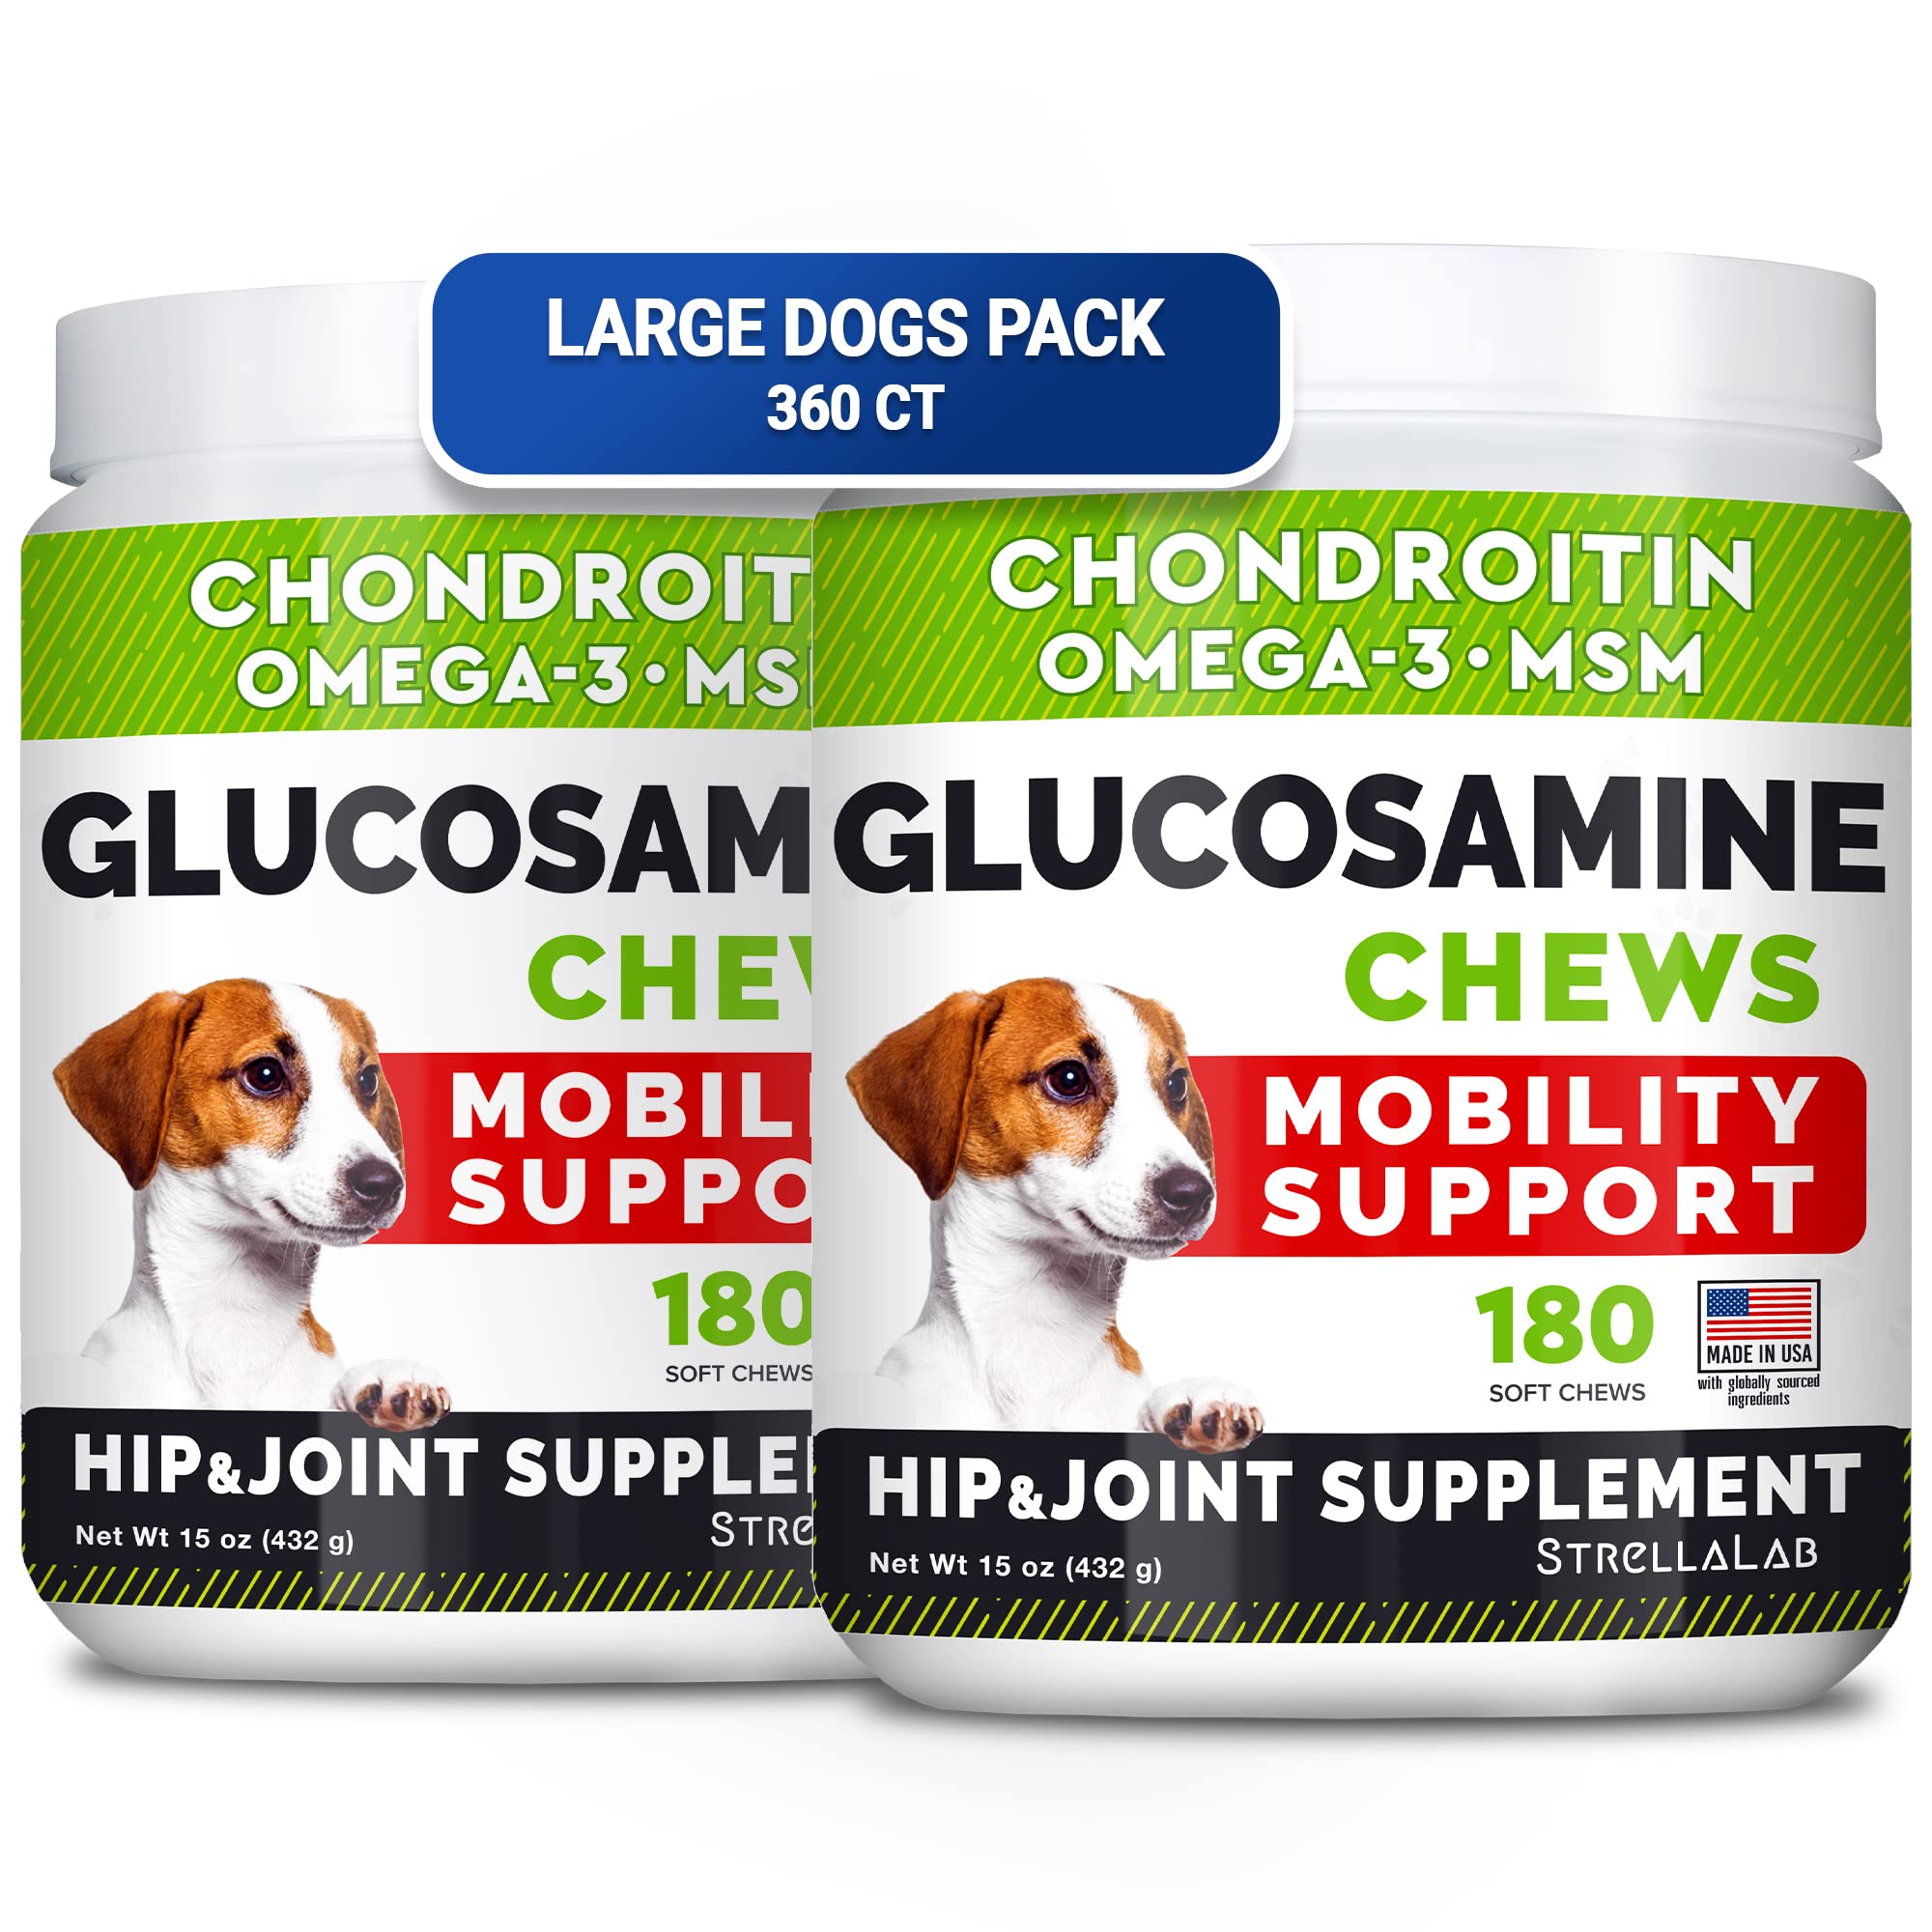 LARGE DOGS PACK
360 CT
CHONDROIT
OMEGA-3•MS
GLUCOSAM
CHE
MOBIL
SUPPO
180
SOFT CHEWS
HIP&JOINT SUPPLE
Net Wt 15 oz (432 g)
STRE
CHONDROITIN
OMEGA-3•MSM
GLUCOSAMINE
CHEWS
MOBILITY
SUPPORT
180
SOFT CHEWS
MADE IN USA
with globally sourced
ingredients
HIP&JOINT SUPPLEMENT
STRELLALAB
Net Wt 15 oz (432 g)